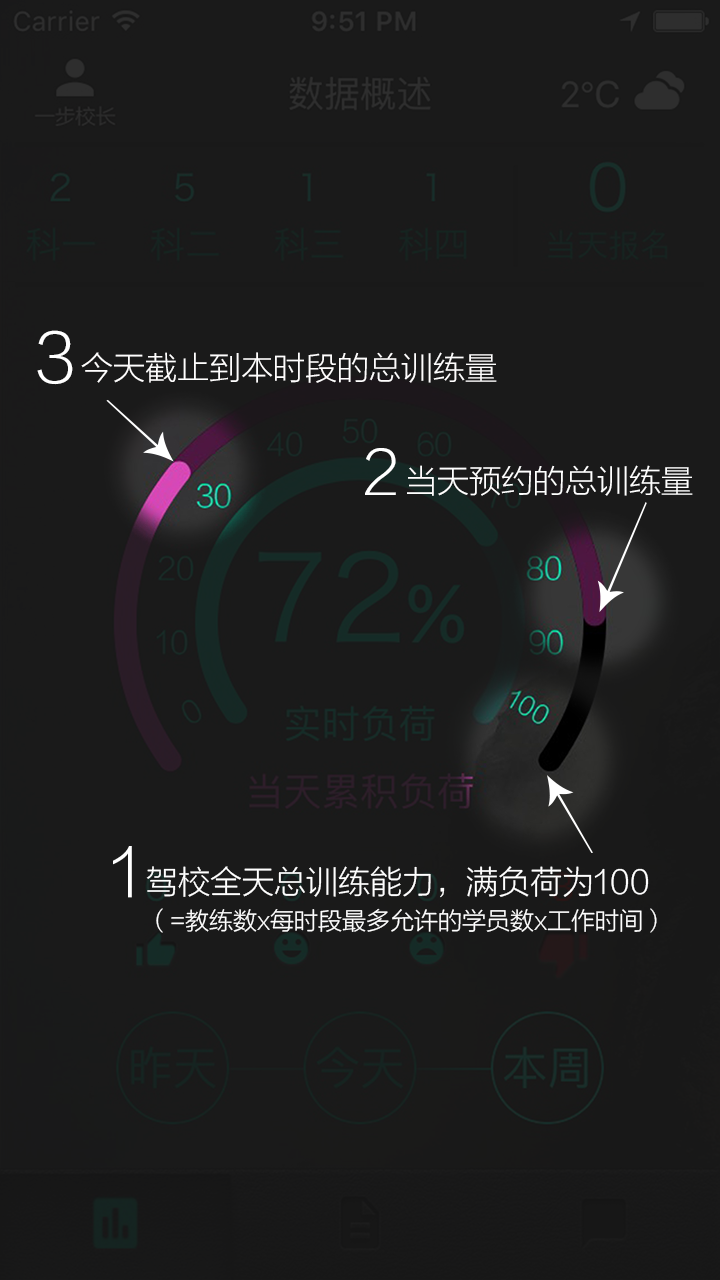 Carrier 9:51 PM
一步校长
数据概述
2°C
2 5 1 1 0
科一 科二 科三 科四 当天报名
3 今天截止到本时段的总训练量
40 50 60
2 当天预约的总训练量
30 70
20 80
72%
10 90
0 100
实时负荷
当天累积负荷
1 驾校全天总训练能力，满负荷为100
（=教练数x每时段最多允许的学员数x工作时间）
昨天 今天 本周